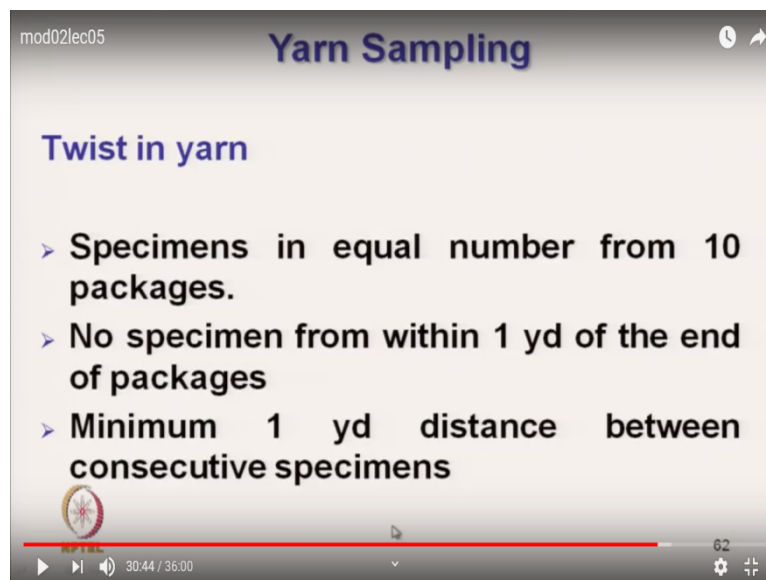 mod02lec05
Yarn Sampling
Twist in yarn
➢ Specimens in equal number from 10
packages.
➢ No specimen from within 1 yd of the end
of packages
➢ Minimum 1 yd distance between
consecutive specimens
NPTEL
62
30:44 / 36:00